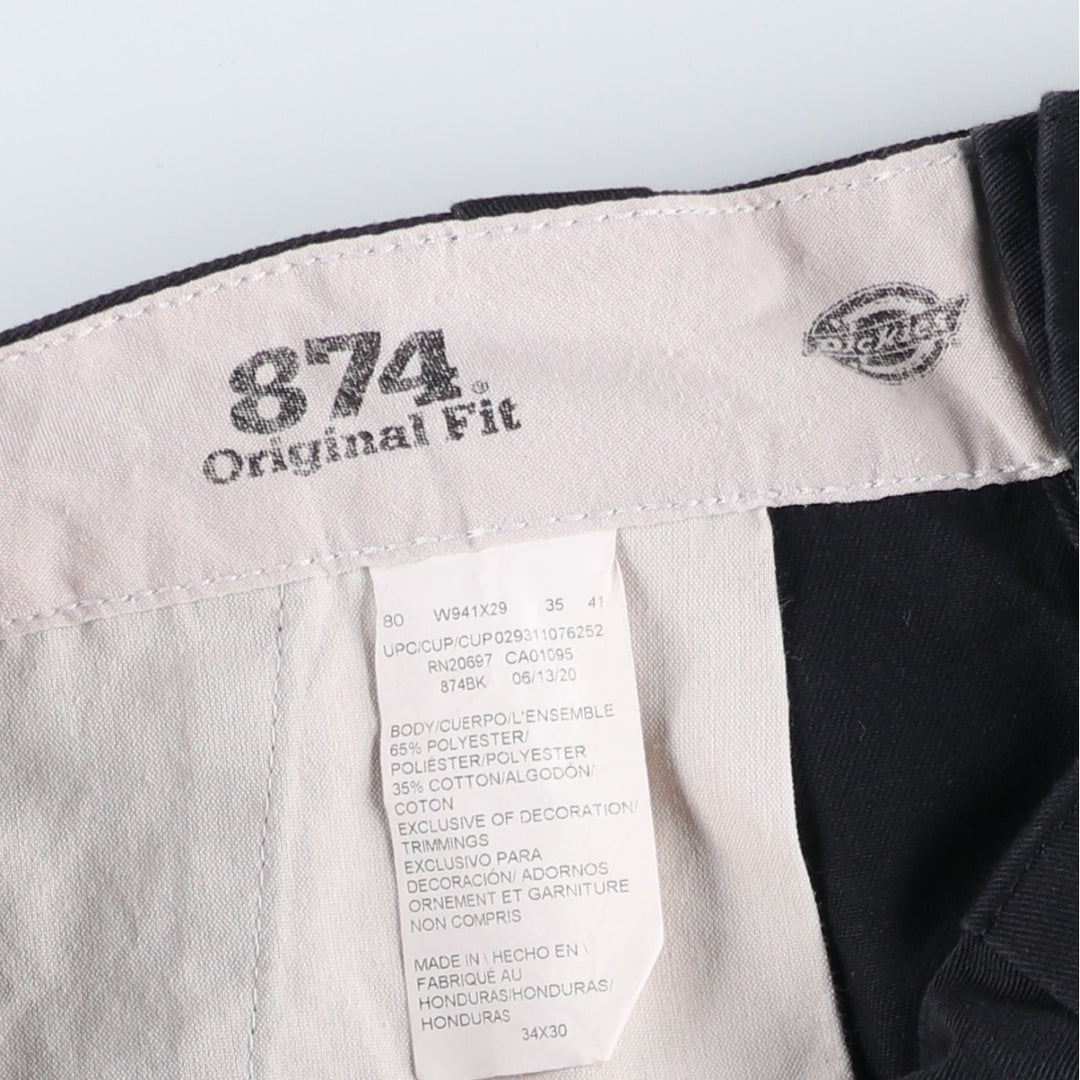 874
Original Fit
Dickies
80 W941X29 35 41
UPC/CUP/CUP029311076252
RN20697 CA01095
874BK 06/13/20
BODY/CUERPO/L'ENSEMBLE
65% POLYESTER/
POLIÉSTER/POLYESTER
35% COTTON/ALGODÓN/
COTON
EXCLUSIVE OF DECORATION/
TRIMMINGS
EXCLUSIVO PARA
DECORACIÓN/ ADORNOS
ORNEMENT ET GARNITURE
NON COMPRIS
MADE IN \ HECHO EN \
FABRIQUÉ AU
HONDURAS/HONDURAS/
HONDURAS
34X30